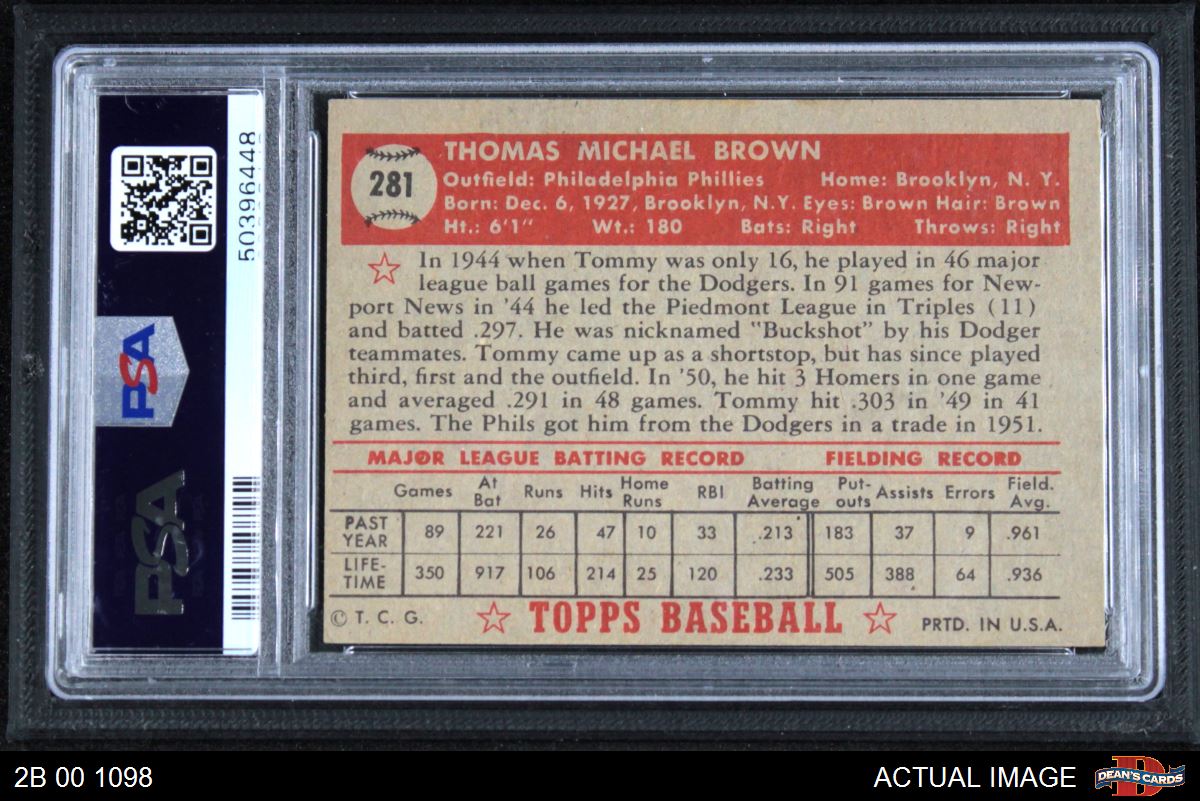 50396448
PSA
PSA
281
THOMAS MICHAEL BROWN
Outfield: Philadelphia Phillies Home: Brooklyn, N. Y.
Born: Dec. 6, 1927, Brooklyn, N.Y. Eyes: Brown Hair: Brown
Ht.: 6'1" Wt.: 180 Bats: Right Throws: Right
In 1944 when Tommy was only 16, he played in 46 major
league ball games for the Dodgers. In 91 games for New-
port News in '44 he led the Piedmont League in Triples (11)
and batted .297. He was nicknamed "Buckshot" by his Dodger
teammates. Tommy came up as a shortstop, but has since played
third, first and the outfield. In '50, he hit 3 Homers in one game
and averaged .291 in 48 games. Tommy hit .303 in '49 in 41
games. The Phils got him from the Dodgers in a trade in 1951.
MAJOR LEAGUE BATTING RECORD FIELDING RECORD
Games At Bat Runs Hits Home Runs RBI Batting Average Put-outs Assists Errors Field. Avg.
PAST YEAR 89 221 26 47 10 33 .213 183 37 9 .961
LIFE-TIME 350 917 106 214 25 120 .233 505 388 64 .936
© T. C. G. TOPPS BASEBALL PRTD. IN U.S.A.
2B 00 1098 ACTUAL IMAGE DEAN'S CARDS